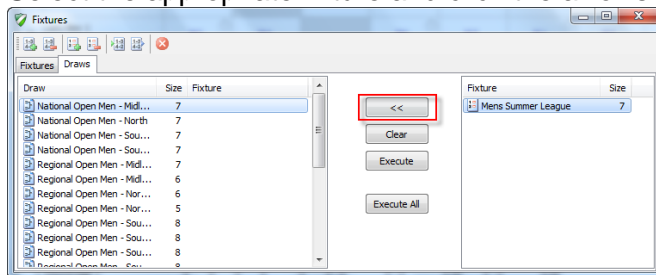 Fixtures
Fixtures Draws
Draw Size Fixture
National Open Men - Midl... 7
National Open Men - North 7
National Open Men - Sou... 7
National Open Men - Sou... 7
Regional Open Men - Midl... 7
Regional Open Men - Midl... 6
Regional Open Men - Nor... 6
Regional Open Men - Nor... 5
Regional Open Men - Sou... 8
Regional Open Men - Sou... 8
Regional Open Men - Sou... 8
<<
Clear
Execute
Execute All
Fixture Size
Mens Summer League 7